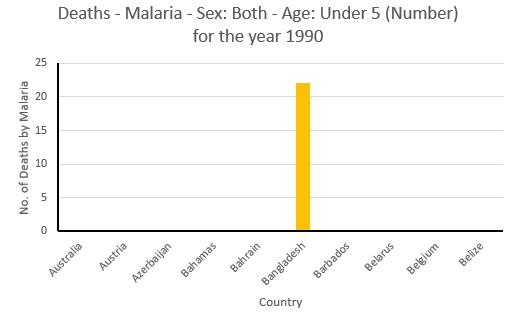 Deaths - Malaria - Sex: Both - Age: Under 5 (Number)
for the year 1990
No. of Deaths by Malaria
25
20
15
10
5
0
Australia
Austria
Azerbaijan
Bahamas
Bahrain
Bangladesh
Barbados
Belarus
Belgium
Belize
Country